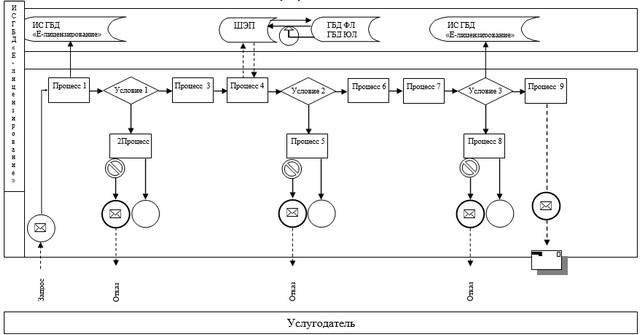 ИС ГБД
«Е-лицензирование»
ШЭП
ГБД ФЛ
ГБД ЮЛ
ИС ГБД
«Е-лицензирование»
ИС ГБД «Е-лицензирование»
Процесс 1
Условие 1
Процесс 3
Процесс 4
Условие 2
Процесс 6
Процесс 7
Условие 3
Процесс 9
2Процесс
Процесс 5
Процесс 8
Запрос
Отказ
Отказ
Отказ
Услугодатель